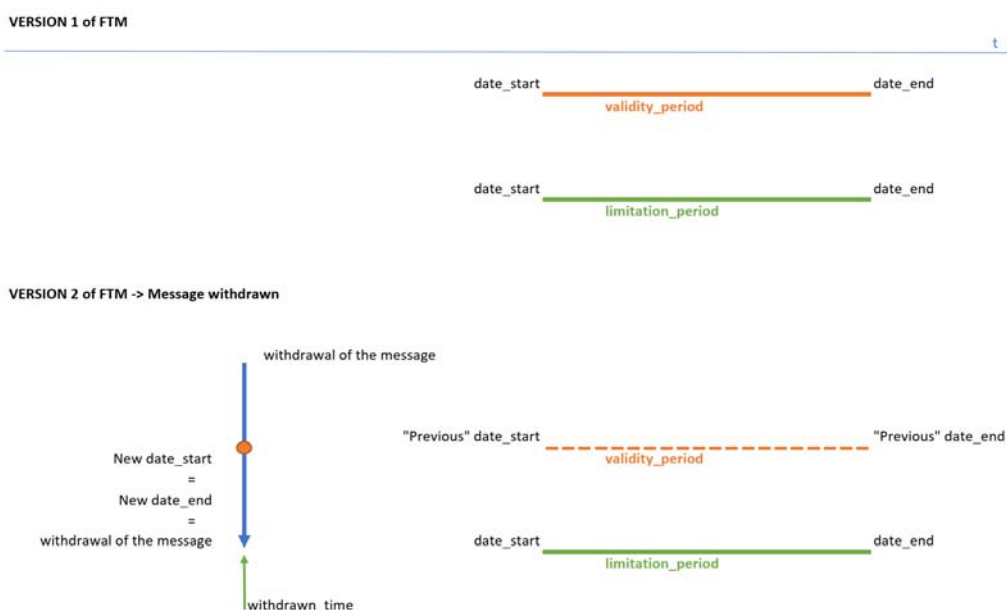 VERSION 1 of FTM
t
date_start date_end
validity_period
date_start date_end
limitation_period
VERSION 2 of FTM -> Message withdrawn
withdrawal of the message
"Previous" date_start "Previous" date_end
New date_start validity_period
=
New date_end
=
withdrawal of the message date_start date_end
limitation_period
withdrawn_time